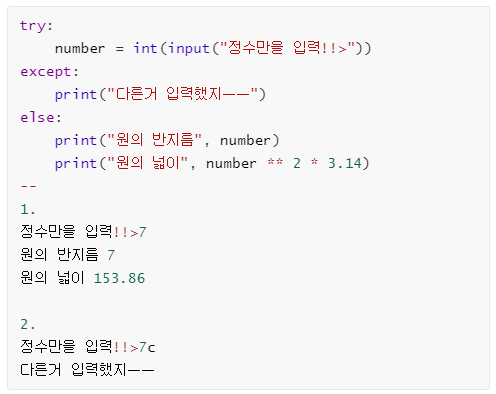 try:
    number = int(input("정수만을 입력!!>"))
except:
    print("다른거 입력했지ㅡㅡ")
else:
    print("원의 반지름", number)
    print("원의 넓이", number ** 2 * 3.14)
--
1.
정수만을 입력!!>7
원의 반지름 7
원의 넓이 153.86

2.
정수만을 입력!!>7c
다른거 입력했지ㅡㅡ